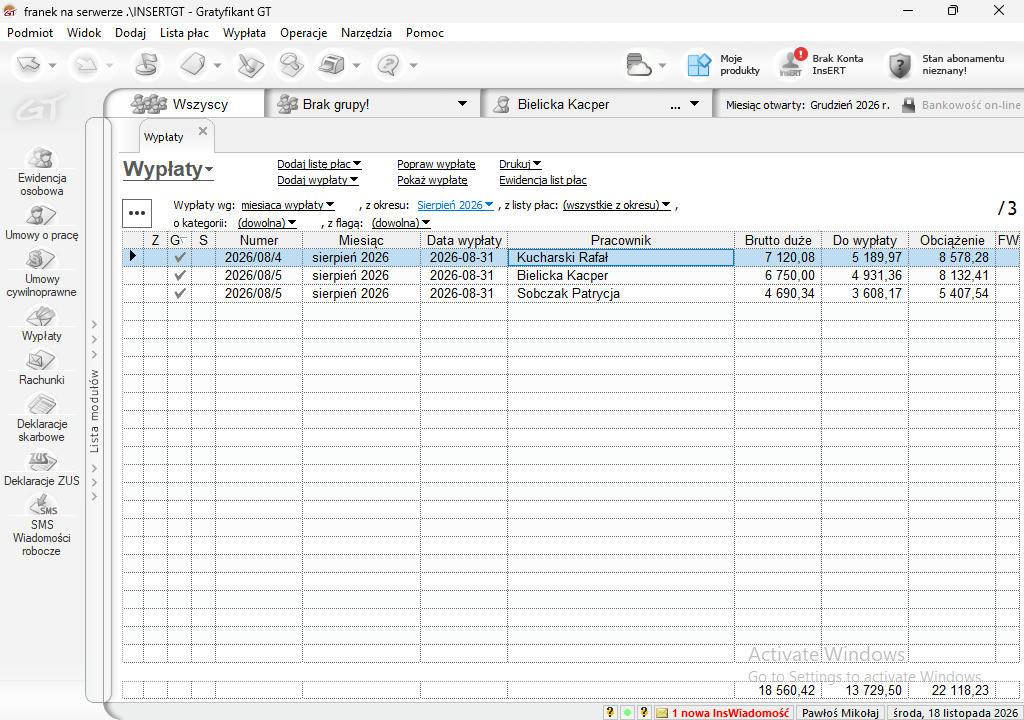 franek na serwerze .\INSERTGT - Gratyfikant GT
Podmiot Widok Dodaj Lista płac Wypłata Operacje Narzędzia Pomoc
Moje produkty
Brak Konta InsERT
Stan abonamentu nieznany!
GT
Wszyscy
Brak grupy!
Bielicka Kacper ...
Miesiąc otwarty: Grudzień 2026 r.
Bankowość on-line
Ewidencja osobowa
Umowy o pracę
Umowy cywilnoprawne
Wypłaty
Rachunki
Deklaracje skarbowe
Deklaracje ZUS
SMS Wiadomości robocze
Lista modułów
Wypłaty
Wypłaty
Dodaj listę płac Popraw wypłatę Drukuj
Dodaj wypłaty Pokaż wypłatę Ewidencja list płac
Wypłaty wg: miesiąca wypłaty , z okresu: Sierpień 2026 , z listy płac: (wszystkie z okresu) ,
o kategorii: (dowolna) , z flagą: (dowolna)
/3
Z G S Numer Miesiąc Data wypłaty Pracownik Brutto duże Do wypłaty Obciążenie FW
2026/08/4 sierpień 2026 2026-08-31 Kucharski Rafał 7 120,08 5 189,97 8 578,28
2026/08/5 sierpień 2026 2026-08-31 Bielicka Kacper 6 750,00 4 931,36 8 132,41
2026/08/5 sierpień 2026 2026-08-31 Sobczak Patrycja 4 690,34 3 608,17 5 407,54
Activate Windows
Go to Settings to activate Windows.
18 560,42 13 729,50 22 118,23
1 nowa InsWiadomość Pawłoś Mikołaj środa, 18 listopada 2026